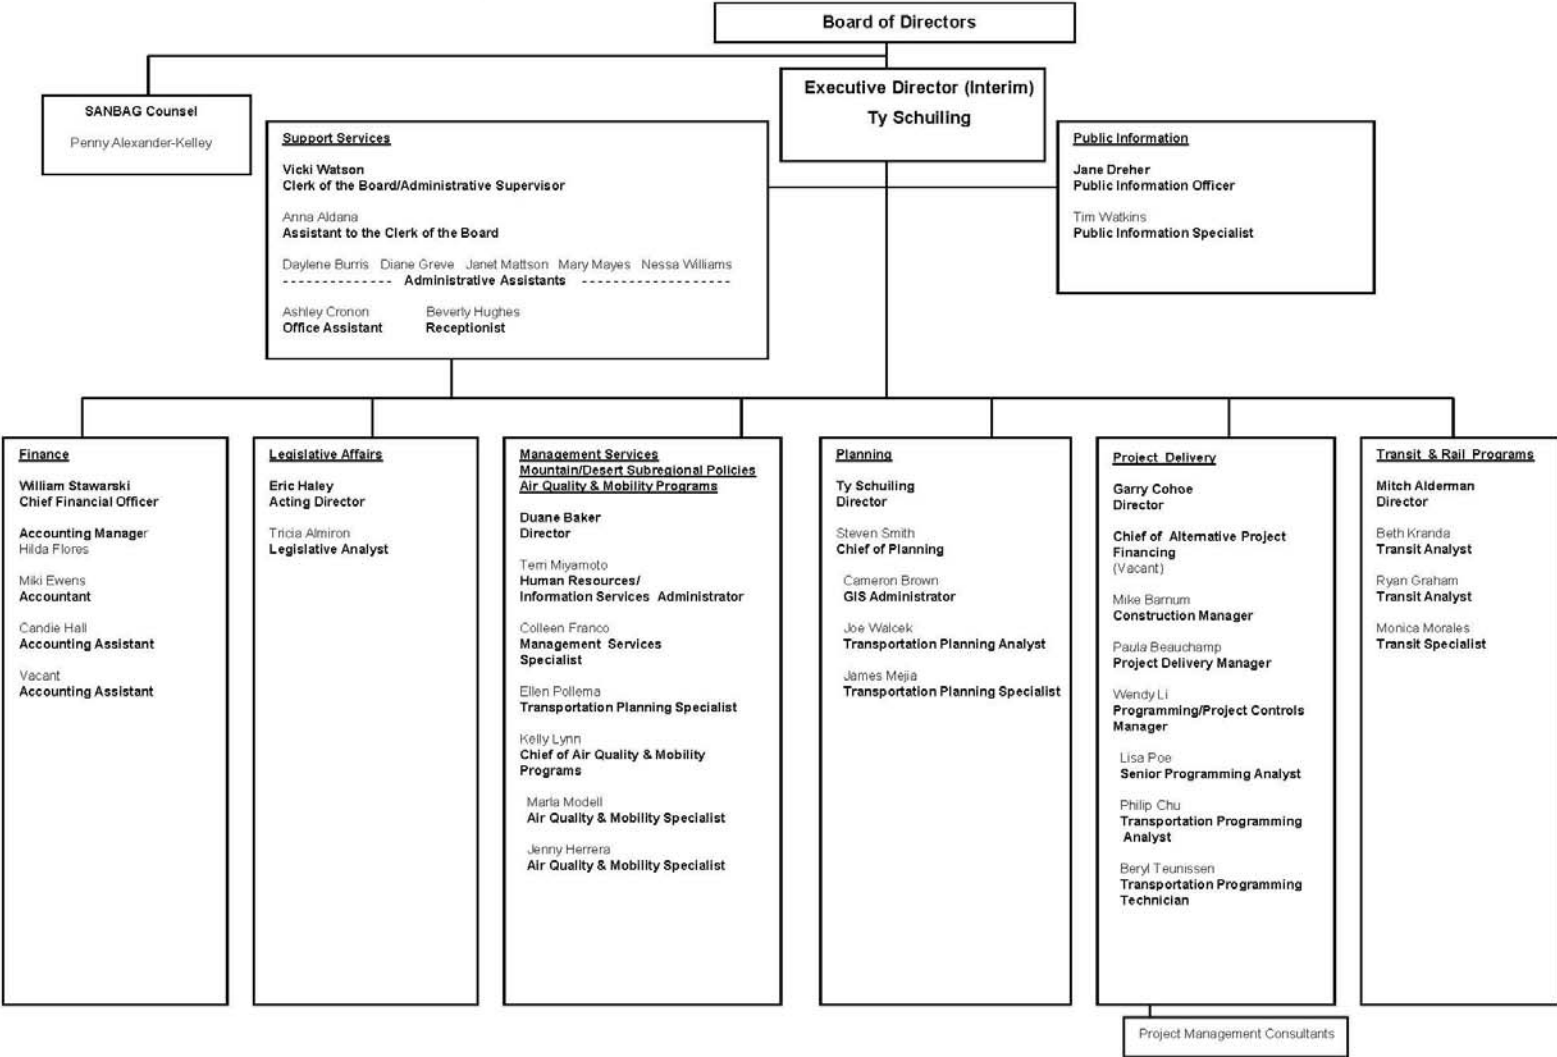 Board of Directors
Executive Director (Interim)
Ty Schuiling
SANBAG Counsel
Penny Alexander-Kelley
Support Services
Vicki Watson
Clerk of the Board/Administrative Supervisor
Anna Aldana
Assistant to the Clerk of the Board
Daylene Burris Diane Greve Janet Mattson Mary Mayes Nessa Williams
-------------- Administrative Assistants -------------------
Ashley Cronon Beverly Hughes
Office Assistant Receptionist
Public Information
Jane Dreher
Public Information Officer
Tim Watkins
Public Information Specialist
Finance
William Stawarski
Chief Financial Officer
Accounting Manager
Hilda Flores
Miki Ewens
Accountant
Candie Hall
Accounting Assistant
Vacant
Accounting Assistant
Legislative Affairs
Eric Haley
Acting Director
Tricia Almiron
Legislative Analyst
Management Services
Mountain/Desert Subregional Policies
Air Quality & Mobility Programs
Duane Baker
Director
Terri Miyamoto
Human Resources/
Information Services Administrator
Colleen Franco
Management Services
Specialist
Ellen Pollema
Transportation Planning Specialist
Kelly Lynn
Chief of Air Quality & Mobility
Programs
Marla Modell
Air Quality & Mobility Specialist
Jenny Herrera
Air Quality & Mobility Specialist
Planning
Ty Schuiling
Director
Steven Smith
Chief of Planning
Cameron Brown
GIS Administrator
Joe Walcek
Transportation Planning Analyst
James Mejia
Transportation Planning Specialist
Project Delivery
Garry Cohoe
Director
Chief of Alternative Project
Financing
(Vacant)
Mike Barnum
Construction Manager
Paula Beauchamp
Project Delivery Manager
Wendy Li
Programming/Project Controls
Manager
Lisa Poe
Senior Programming Analyst
Philip Chu
Transportation Programming
Analyst
Beryl Teunissen
Transportation Programming
Technician
Transit & Rail Programs
Mitch Alderman
Director
Beth Kranda
Transit Analyst
Ryan Graham
Transit Analyst
Monica Morales
Transit Specialist
Project Management Consultants